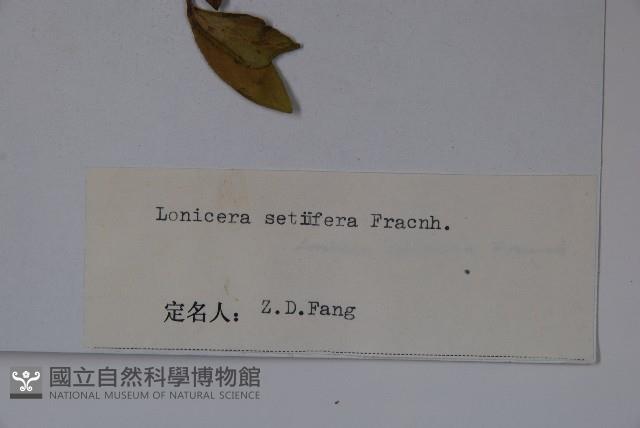 Lonicera setiifera Fracnh.
定名人: Z.D.Fang
國立自然科學博物館
NATIONAL MUSEUM OF NATURAL SCIENCE